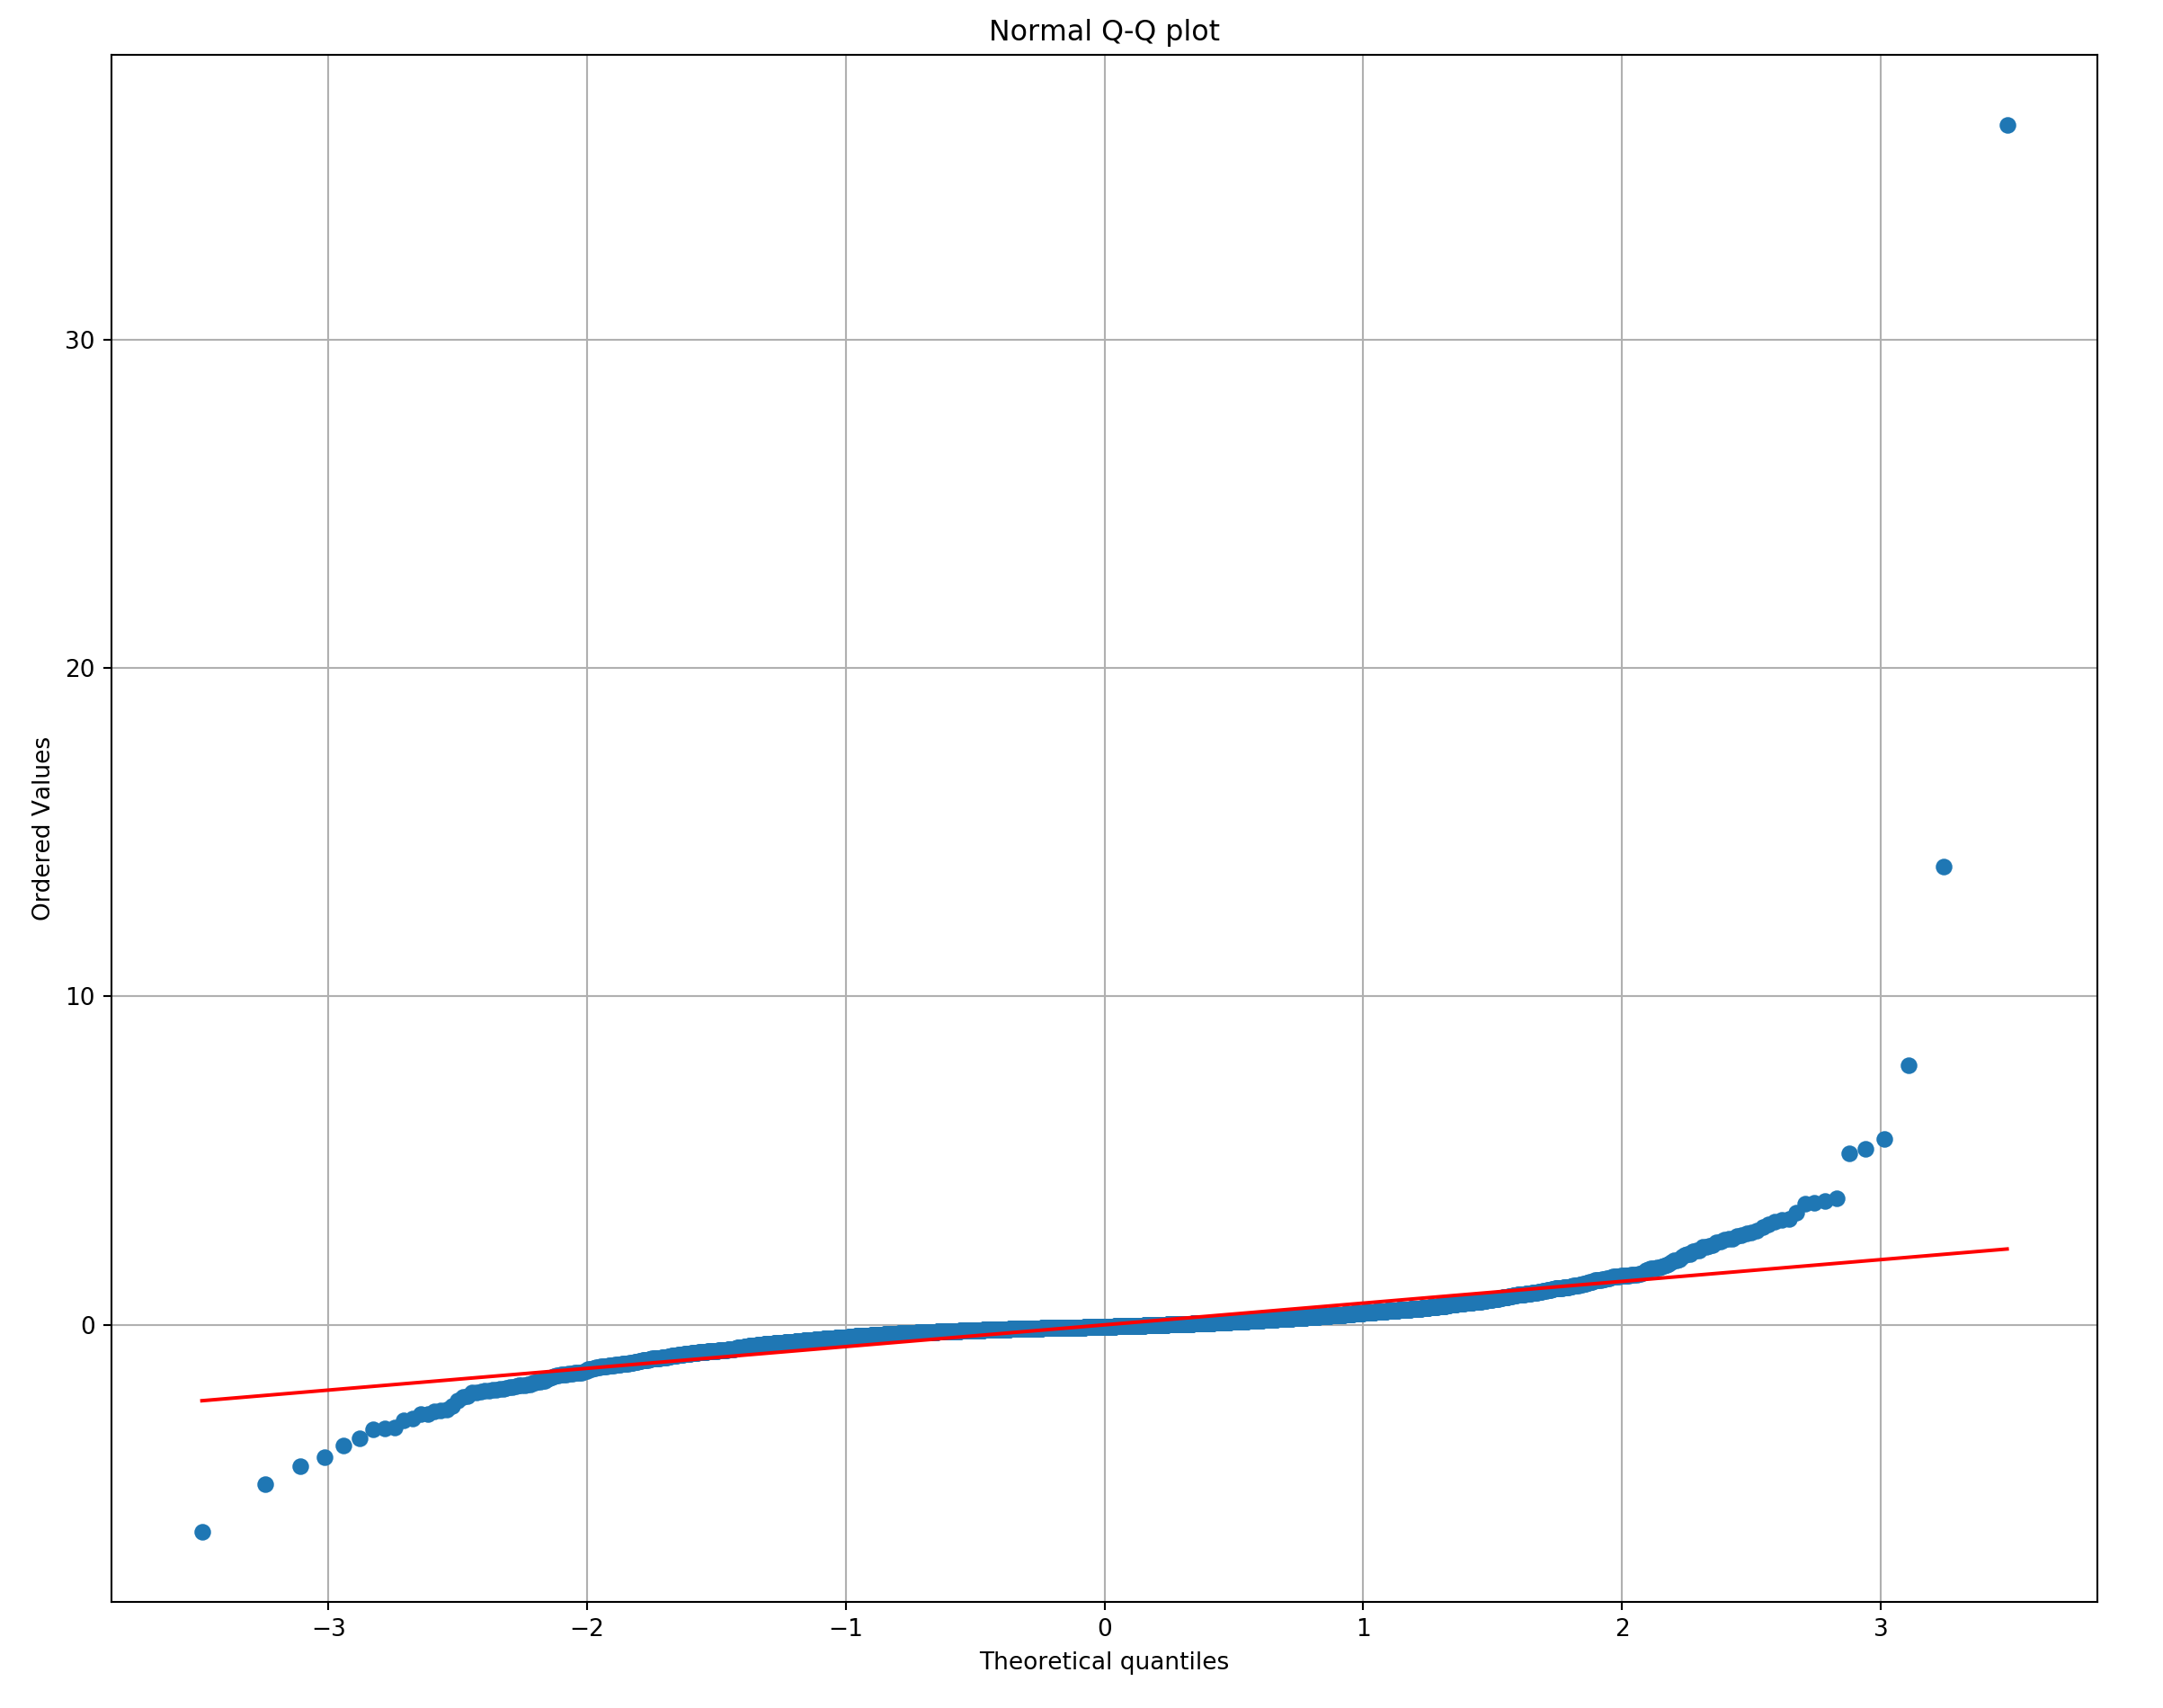 Normal Q-Q plot
30
20
10
0
Ordered Values
−3 −2 −1 0 1 2 3
Theoretical quantiles